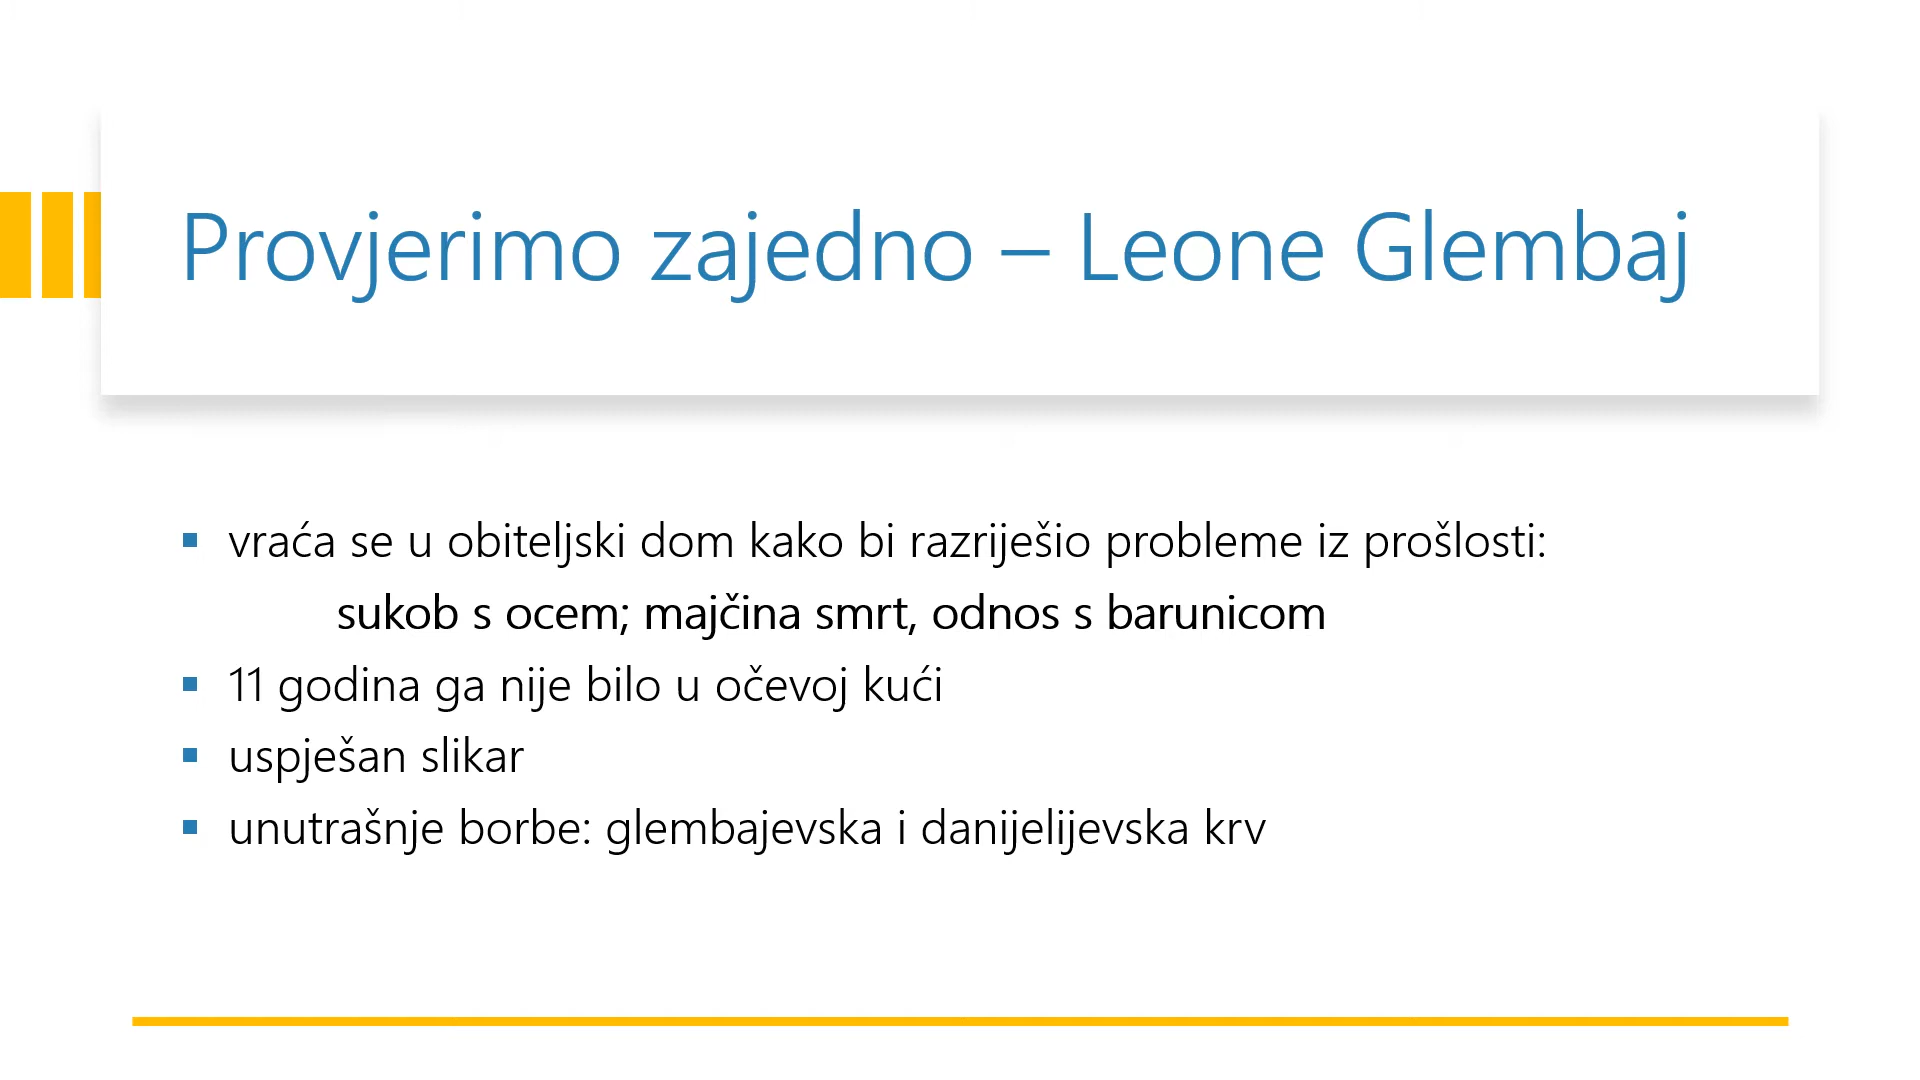 Provjerimo zajedno – Leone Glembaj
▪ vraća se u obiteljski dom kako bi razriješio probleme iz prošlosti:
sukob s ocem; majčina smrt, odnos s barunicom
▪ 11 godina ga nije bilo u očevoj kući
▪ uspješan slikar
▪ unutrašnje borbe: glembajevska i danijelijevska krv